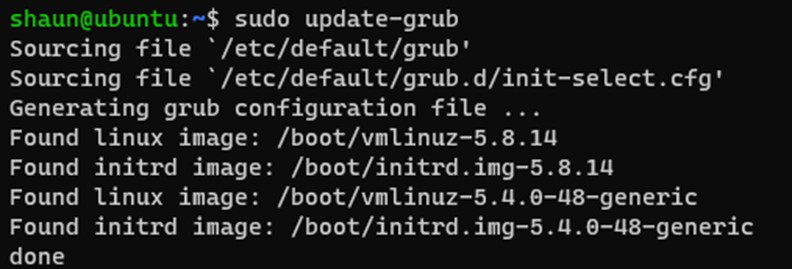 shaun@ubuntu:~$ sudo update-grub
Sourcing file `/etc/default/grub'
Sourcing file `/etc/default/grub.d/init-select.cfg'
Generating grub configuration file ...
Found linux image: /boot/vmlinuz-5.8.14
Found initrd image: /boot/initrd.img-5.8.14
Found linux image: /boot/vmlinuz-5.4.0-48-generic
Found initrd image: /boot/initrd.img-5.4.0-48-generic
done